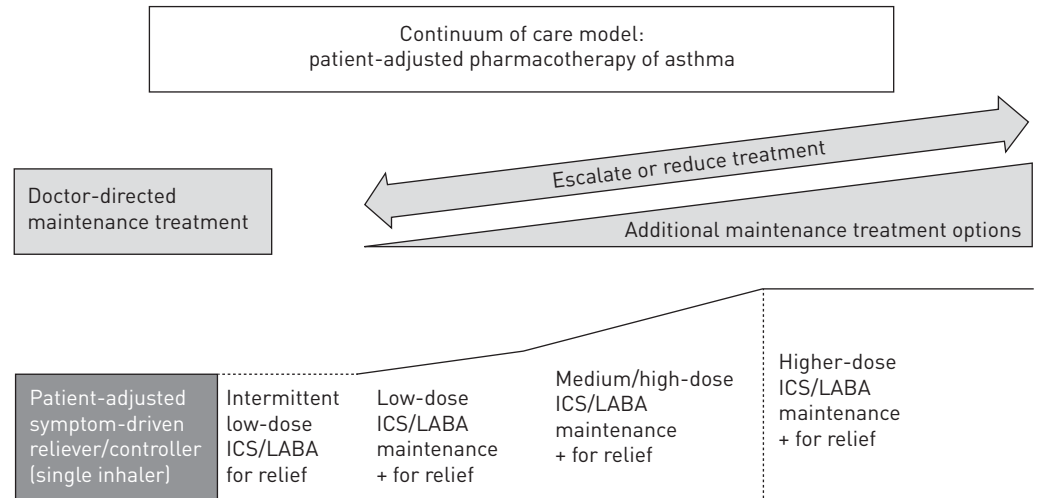 Continuum of care model:
patient-adjusted pharmacotherapy of asthma
Escalate or reduce treatment
Doctor-directed
maintenance treatment
Additional maintenance treatment options
Patient-adjusted
symptom-driven
reliever/controller
(single inhaler)
Intermittent
low-dose
ICS/LABA
for relief
Low-dose
ICS/LABA
maintenance
+ for relief
Medium/high-dose
ICS/LABA
maintenance
+ for relief
Higher-dose
ICS/LABA
maintenance
+ for relief